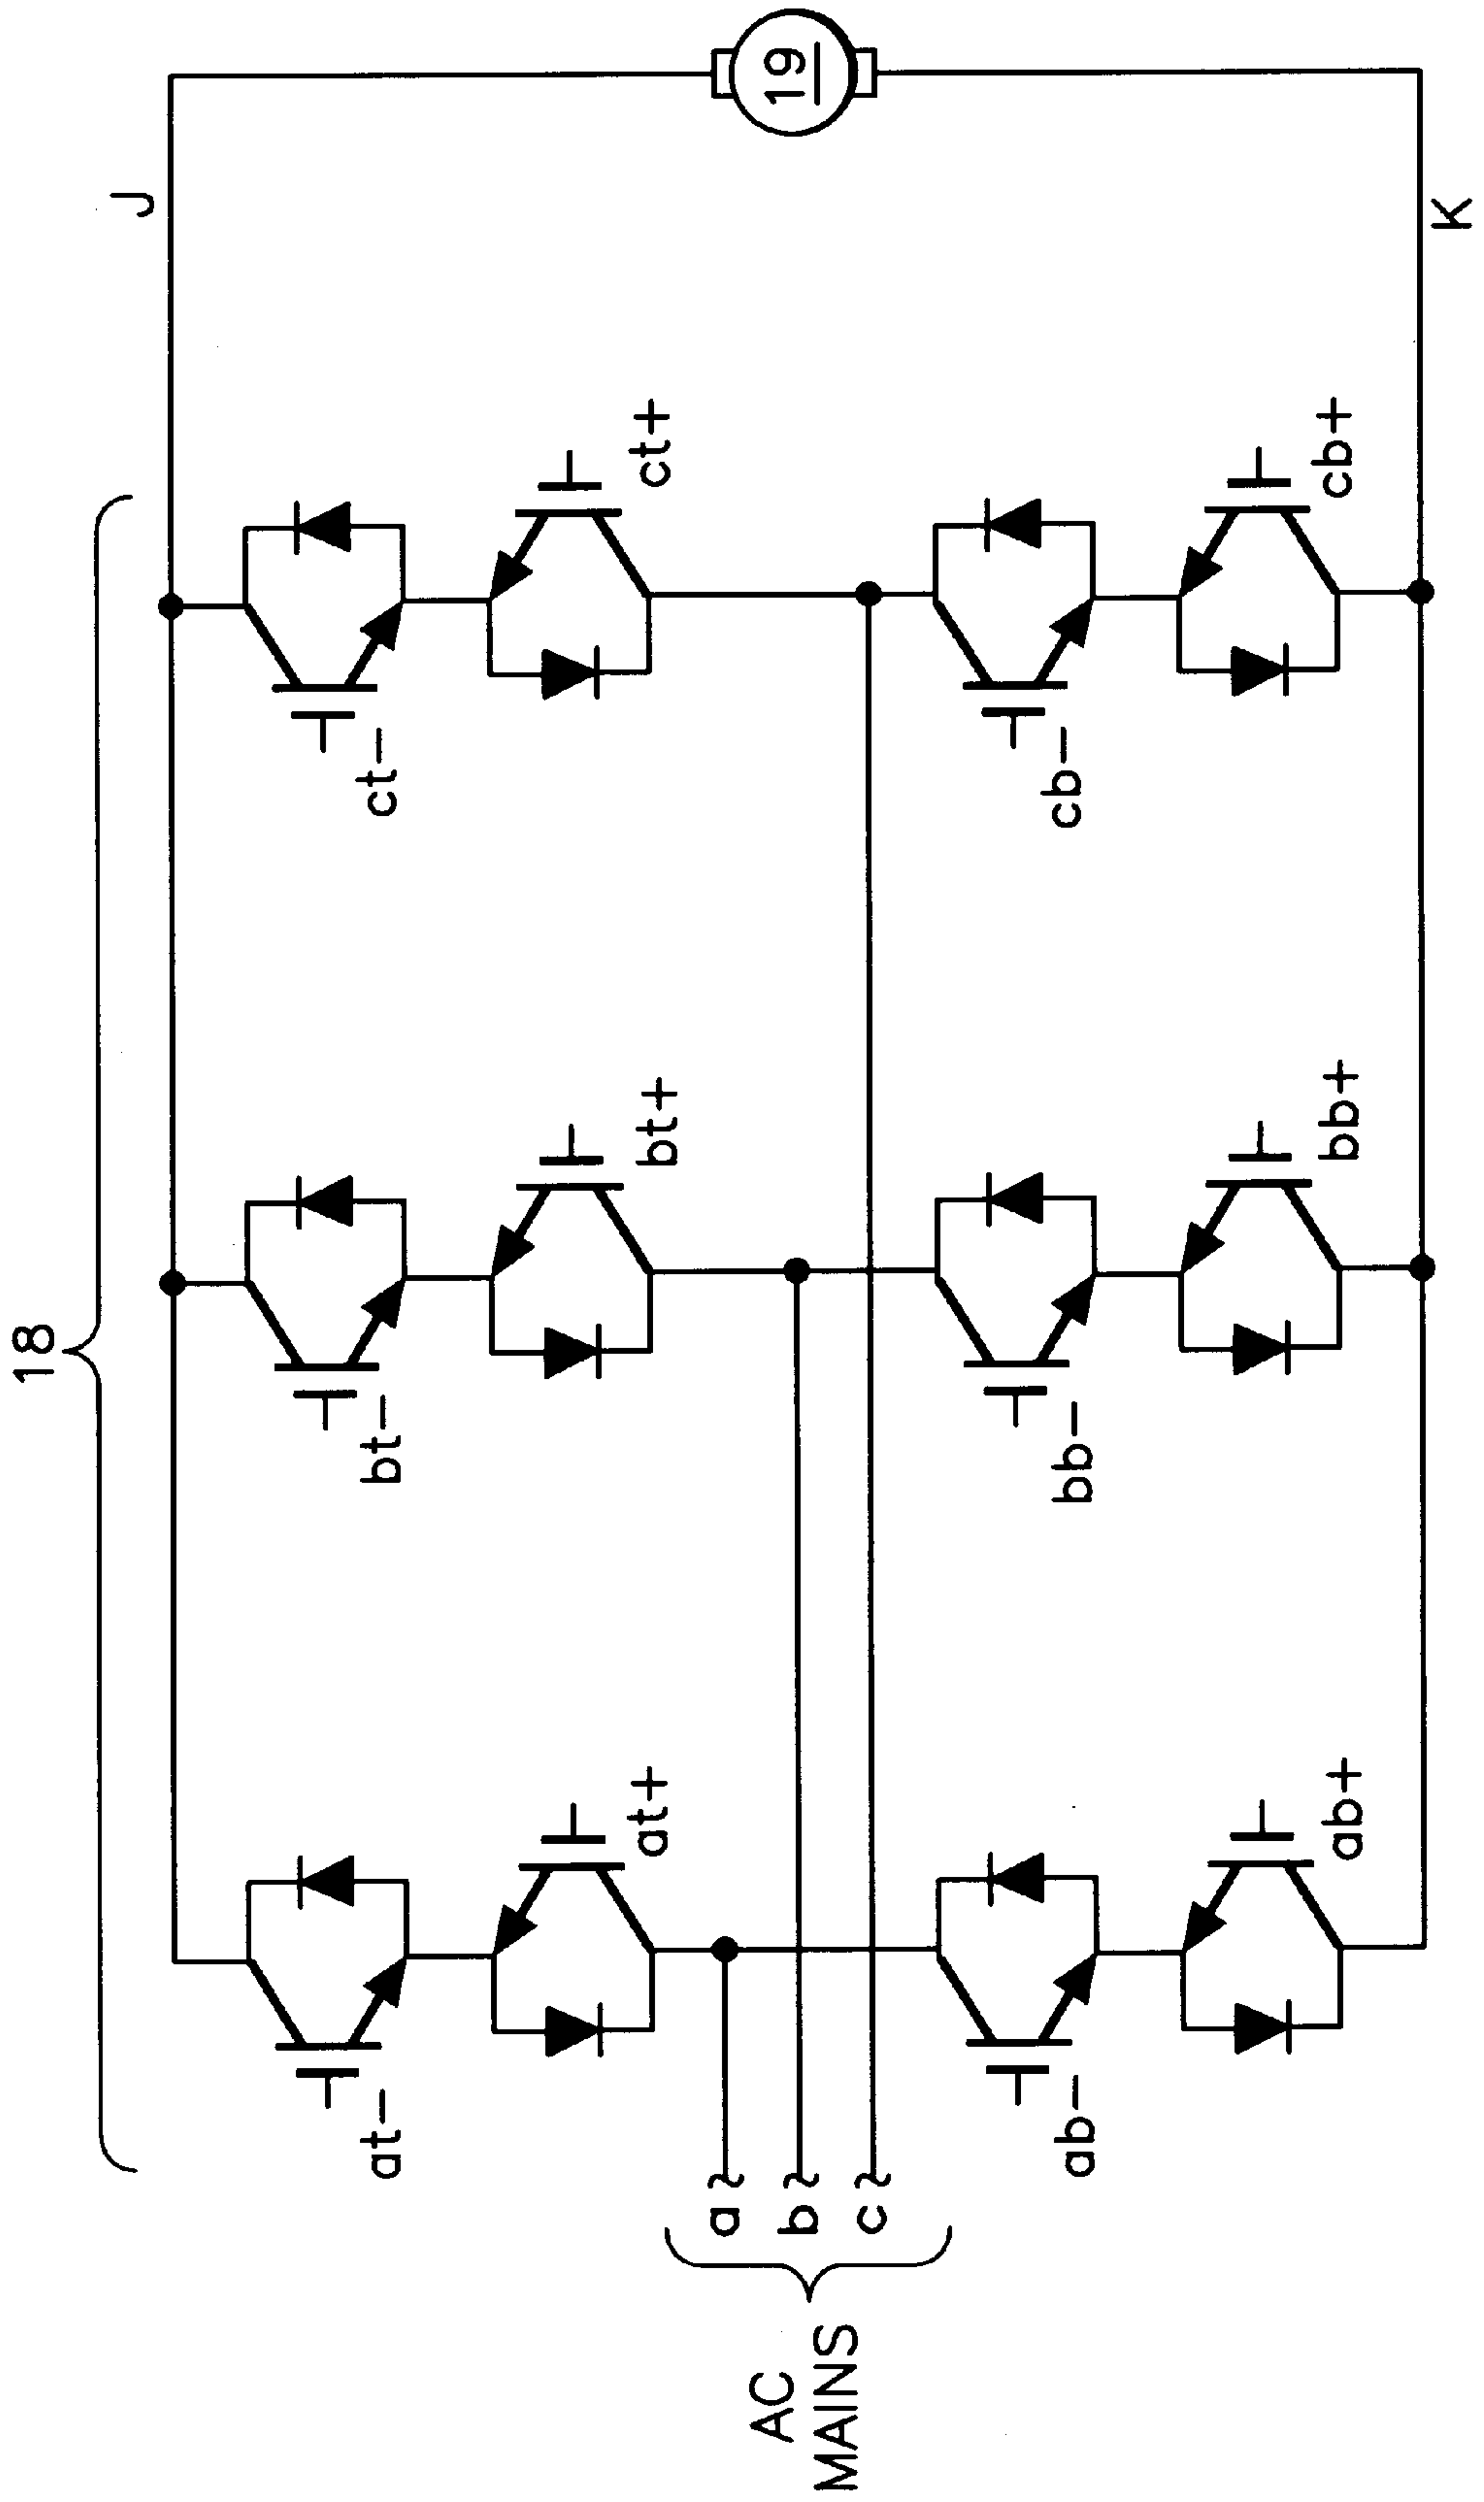 18
J
at-
bt-
ct-
at+
bt+
ct+
a
b
c
AC
MAINS
19
ab-
bb-
cb-
ab+
bb+
cb+
K